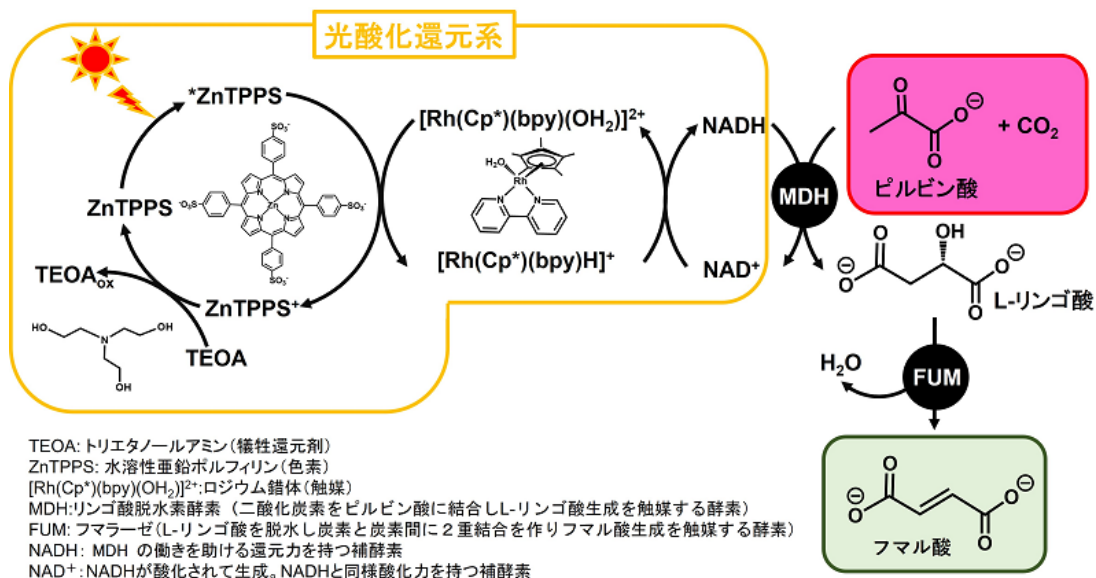 光酸化還元系
*ZnTPPS
[Rh(Cp*)(bpy)(OH₂)]²⁺
NADH
+ CO₂
ピルビン酸
MDH
SO₃⁻
⁻O₃S
SO₃⁻
SO₃⁻
N N
Zn
N N
ZnTPPS
H₂O
Rh
N N
[Rh(Cp*)(bpy)H]⁺
NAD⁺
O
O⊖
O
O
OH
⊖O
O⊖
O
L-リンゴ酸
TEOAox
ZnTPPS⁺
HO
OH
N
OH
TEOA
H₂O
FUM
O
⊖O
O⊖
O
フマル酸
TEOA: トリエタノールアミン(犠牲還元剤)
ZnTPPS: 水溶性亜鉛ポルフィリン(色素)
[Rh(Cp*)(bpy)(OH₂)]²⁺:ロジウム錯体(触媒)
MDH:リンゴ酸脱水素酵素 (二酸化炭素をピルビン酸に結合しL-リンゴ酸生成を触媒する酵素)
FUM: フマラーゼ(L-リンゴ酸を脱水し炭素と炭素間に2重結合を作りフマル酸生成を触媒する酵素)
NADH: MDH の働きを助ける還元力を持つ補酵素
NAD⁺:NADHが酸化されて生成。NADHと同様酸化力を持つ補酵素